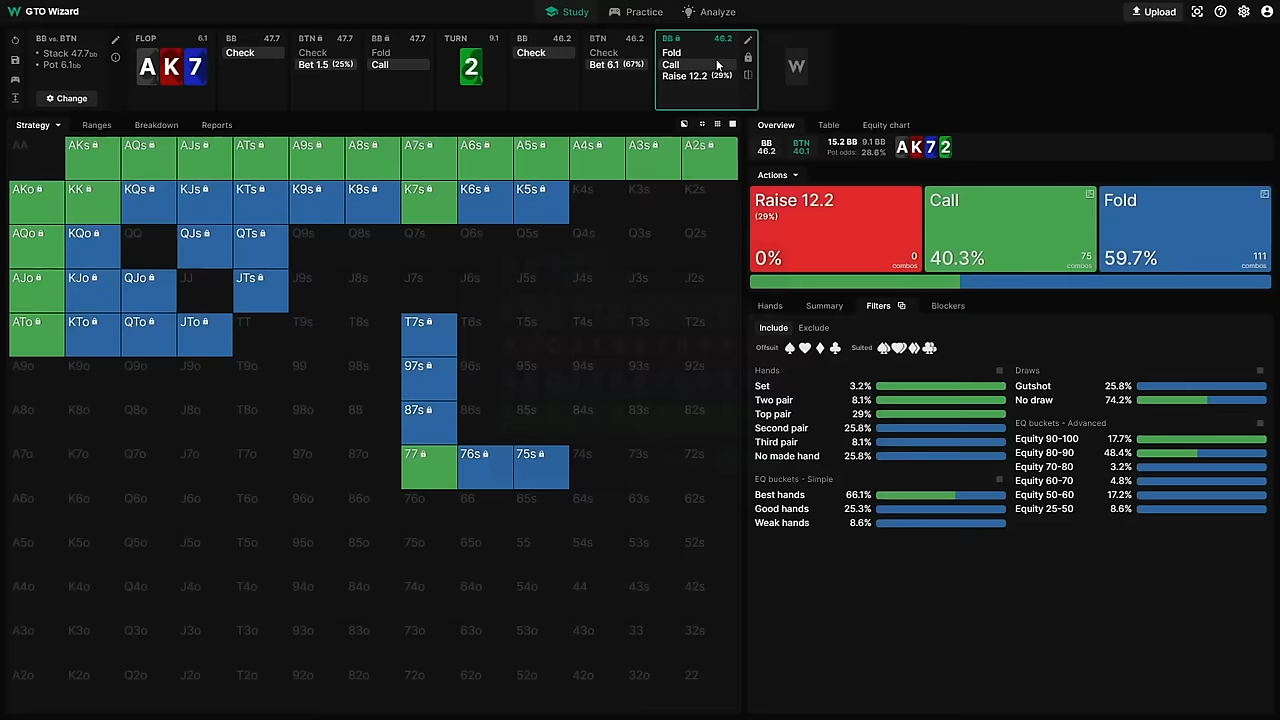 W GTO Wizard
Study
Practice
Analyze
Upload
BB vs. BTN
• Stack 47.7bb
• Pot 6.1bb
Change
FLOP 6.1
A K 7
BB 47.7
Check
BTN 47.7
Check
Bet 1.5 (25%)
BB 47.7
Fold
Call
TURN 9.1
2
BB 46.2
Check
BTN 46.2
Check
Bet 6.1 (67%)
BB 46.2
Fold
Call
Raise 12.2 (29%)
W
Strategy Ranges Breakdown Reports
AA AKs AQs AJs ATs A9s A8s A7s A6s A5s A4s A3s A2s
AKo KK KQs KJs KTs K9s K8s K7s K6s K5s K4s K3s K2s
AQo KQo QQ QJs QTs Q9s Q8s Q7s Q6s Q5s Q4s Q3s Q2s
AJo KJo QJo JJ JTs J9s J8s J7s J6s J5s J4s J3s J2s
ATo KTo QTo JTo TT T9s T8s T7s T6s T5s T4s T3s T2s
A9o K9o Q9o J9o T9o 99 98s 97s 96s 95s 94s 93s 92s
A8o K8o Q8o J8o T8o 98o 88 87s 86s 85s 84s 83s 82s
A7o K7o Q7o J7o T7o 97o 87o 77 76s 75s 74s 73s 72s
A6o K6o Q6o J6o T6o 96o 86o 76o 66 65s 64s 63s 62s
A5o K5o Q5o J5o T5o 95o 85o 75o 65o 55 54s 53s 52s
A4o K4o Q4o J4o T4o 94o 84o 74o 64o 54o 44 43s 42s
A3o K3o Q3o J3o T3o 93o 83o 73o 63o 53o 43o 33 32s
A2o K2o Q2o J2o T2o 92o 82o 72o 62o 52o 42o 32o 22
Overview Table Equity chart
BB
46.2
BTN
40.1
15.2 BB 9.1 BB
Pot odds: 28.6%
A K 7 2
Actions
Raise 12.2
(29%)
0%
0
combos
Call
40.3%
75
combos
Fold
59.7%
111
combos
Hands Summary Filters Blockers
Include Exclude
Offsuit
Suited
Hands
Set 3.2%
Two pair 8.1%
Top pair 29%
Second pair 25.8%
Third pair 8.1%
No made hand 25.8%
EQ buckets - Simple
Best hands 66.1%
Good hands 25.3%
Weak hands 8.6%
Draws
Gutshot 25.8%
No draw 74.2%
EQ buckets - Advanced
Equity 90-100 17.7%
Equity 80-90 48.4%
Equity 70-80 3.2%
Equity 60-70 4.8%
Equity 50-60 17.2%
Equity 25-50 8.6%